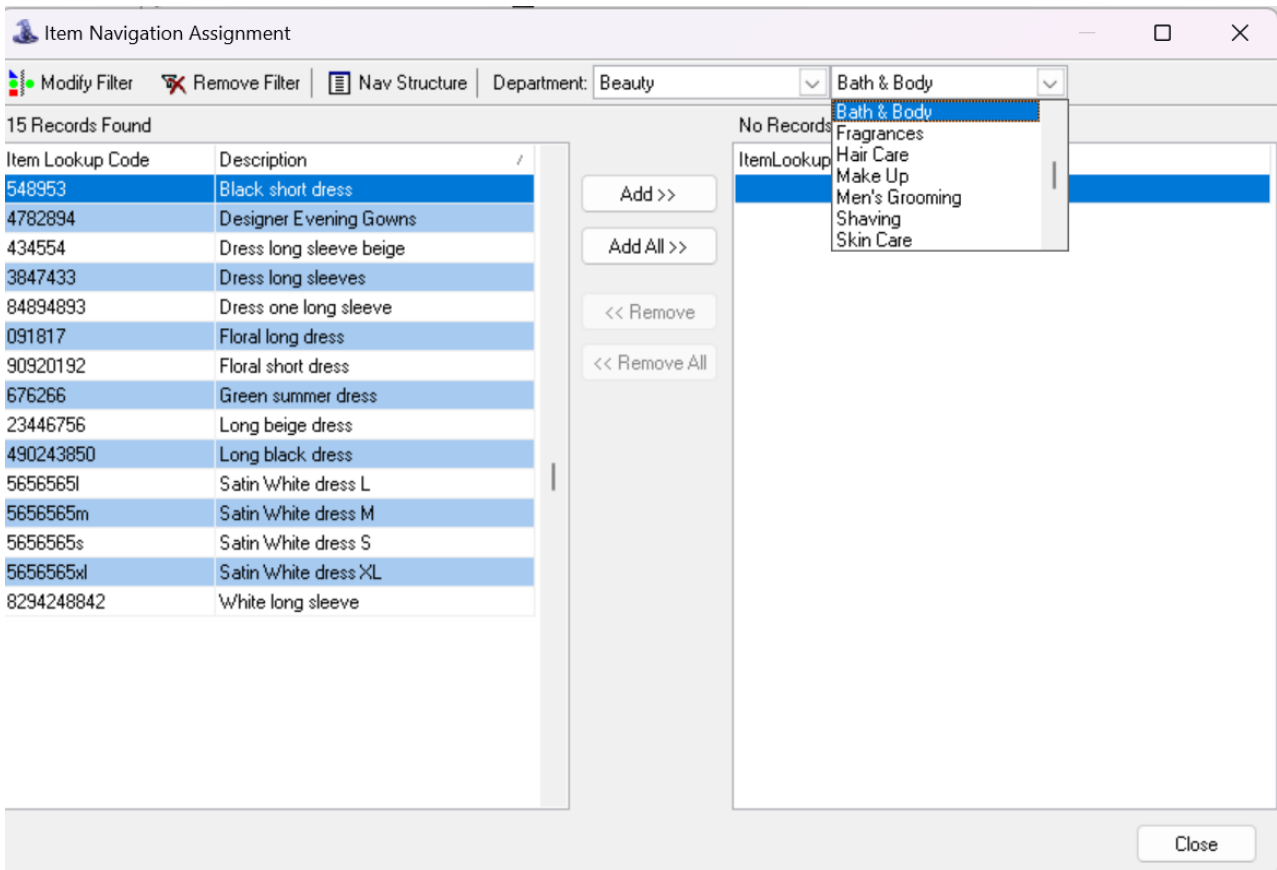 Item Navigation Assignment
Modify Filter Remove Filter Nav Structure Department: Beauty Bath & Body
15 Records Found
Item Lookup Code Description
548953 Black short dress
4782894 Designer Evening Gowns
434554 Dress long sleeve beige
3847433 Dress long sleeves
84894893 Dress one long sleeve
091817 Floral long dress
90920192 Floral short dress
676266 Green summer dress
23446756 Long beige dress
490243850 Long black dress
5656565l Satin White dress L
5656565m Satin White dress M
5656565s Satin White dress S
5656565xl Satin White dress XL
8294248842 White long sleeve
Add >>
Add All >>
<< Remove
<< Remove All
No Records
ItemLookup
Bath & Body
Fragrances
Hair Care
Make Up
Men's Grooming
Shaving
Skin Care
Close